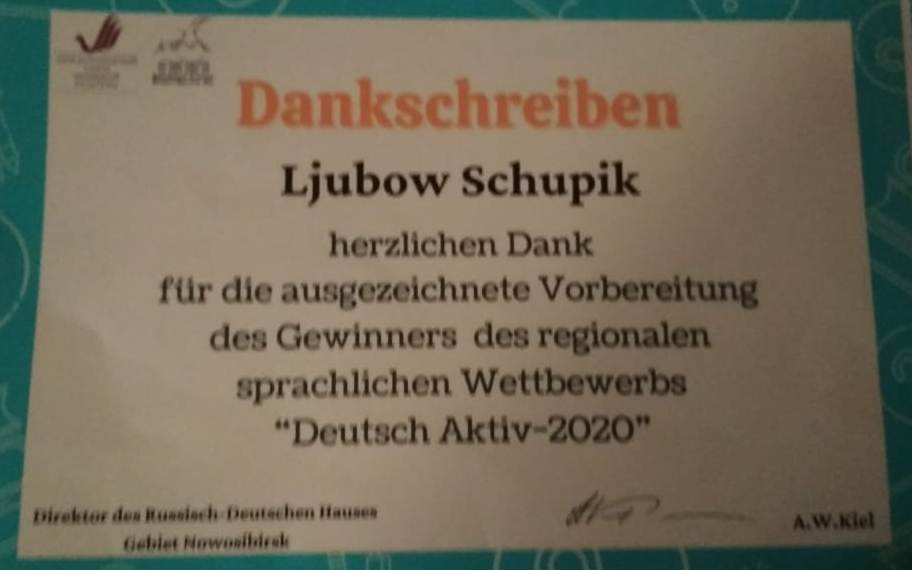 Dankschreiben
Ljubow Schupik
herzlichen Dank
für die ausgezeichnete Vorbereitung
des Gewinners des regionalen
sprachlichen Wettbewerbs
“Deutsch Aktiv-2020”
Direktor des Russisch-Deutschen Hauses
Gebiet Nowosibirsk
A.W.Kiel